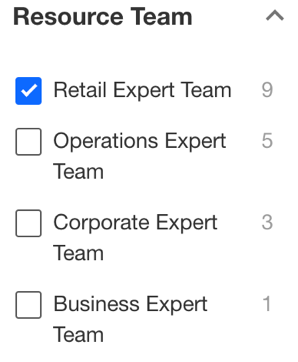 Resource Team
Retail Expert Team 9
Operations Expert 5
Team
Corporate Expert 3
Team
Business Expert 1
Team